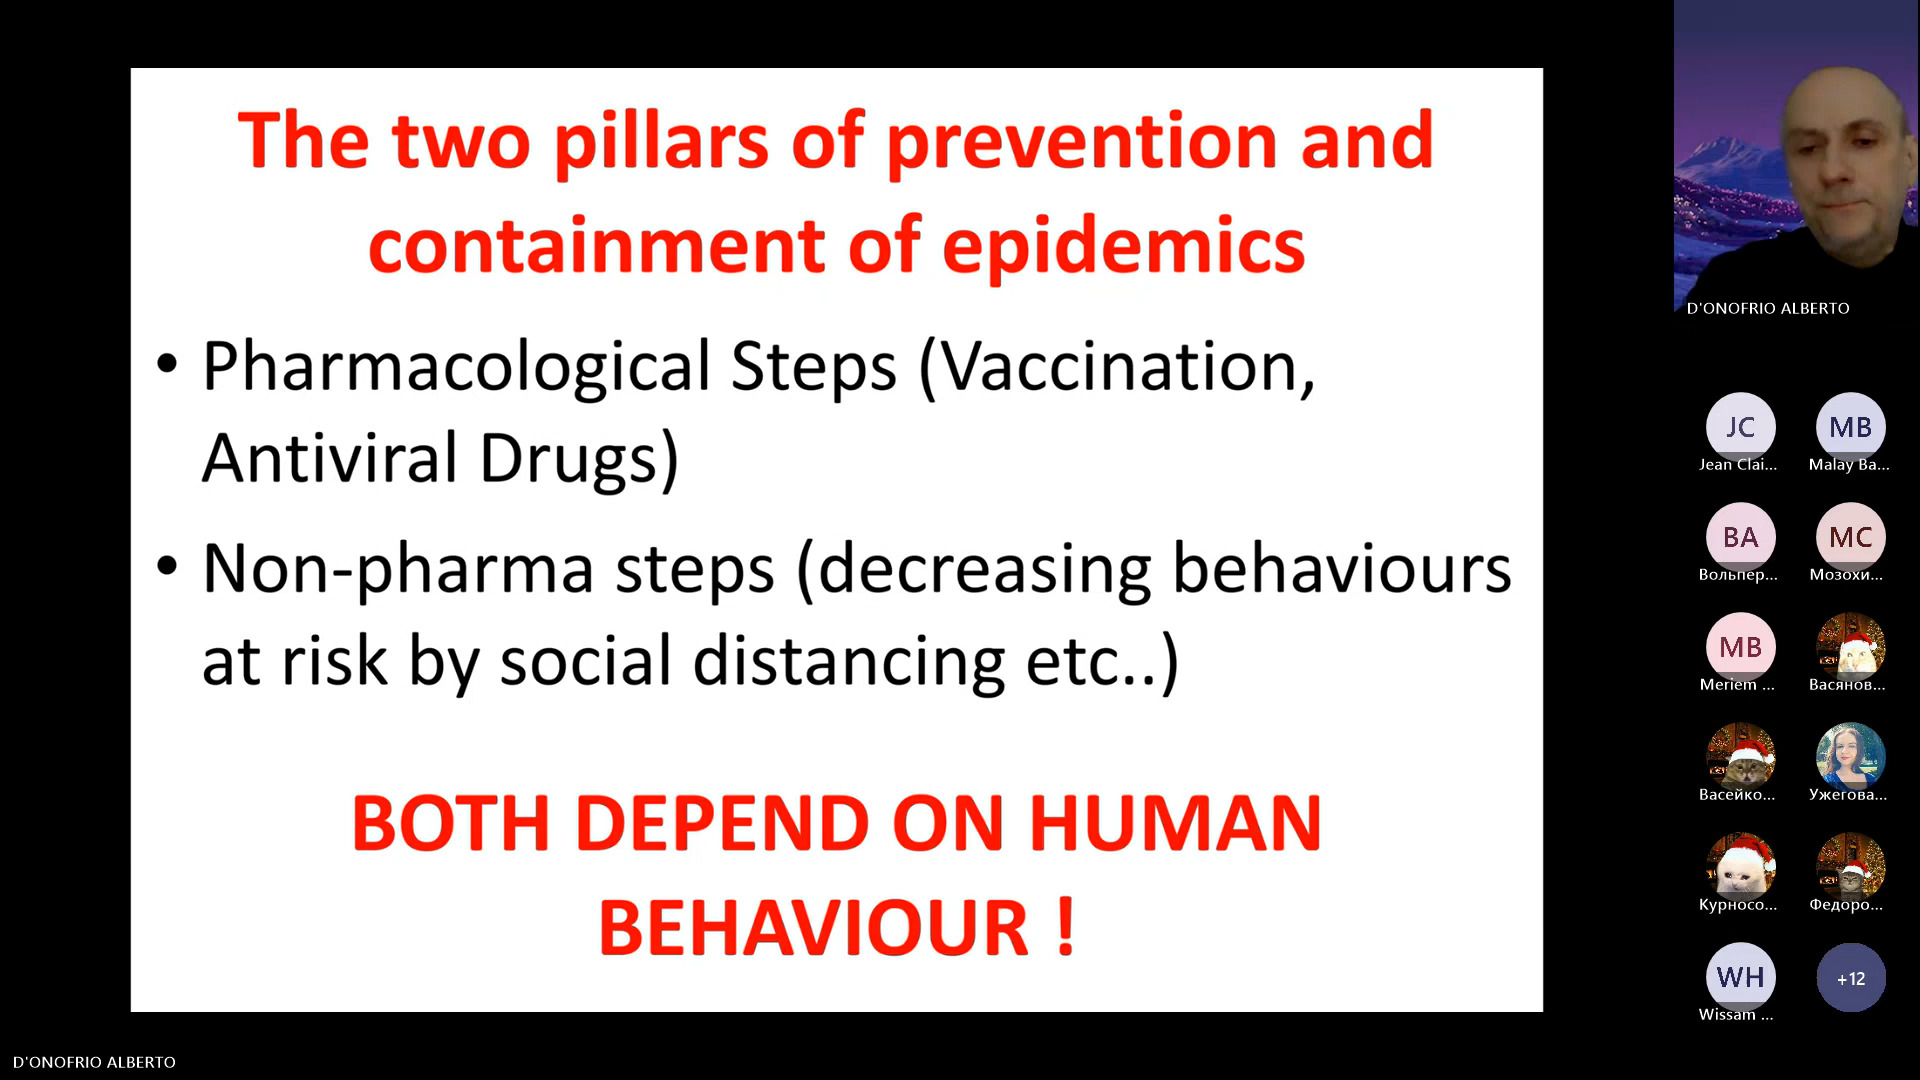 The two pillars of prevention and
containment of epidemics
• Pharmacological Steps (Vaccination,
Antiviral Drugs)
• Non-pharma steps (decreasing behaviours
at risk by social distancing etc..)
BOTH DEPEND ON HUMAN
BEHAVIOUR !
D'ONOFRIO ALBERTO
JC
Jean Clai...
MB
Malay Ba...
BA
Вольпер...
MC
Мозохи...
MB
Meriem ...
Васянов...
Васейко...
Ужегова...
Курносо...
Федоро...
WH
Wissam ...
+12
D'ONOFRIO ALBERTO